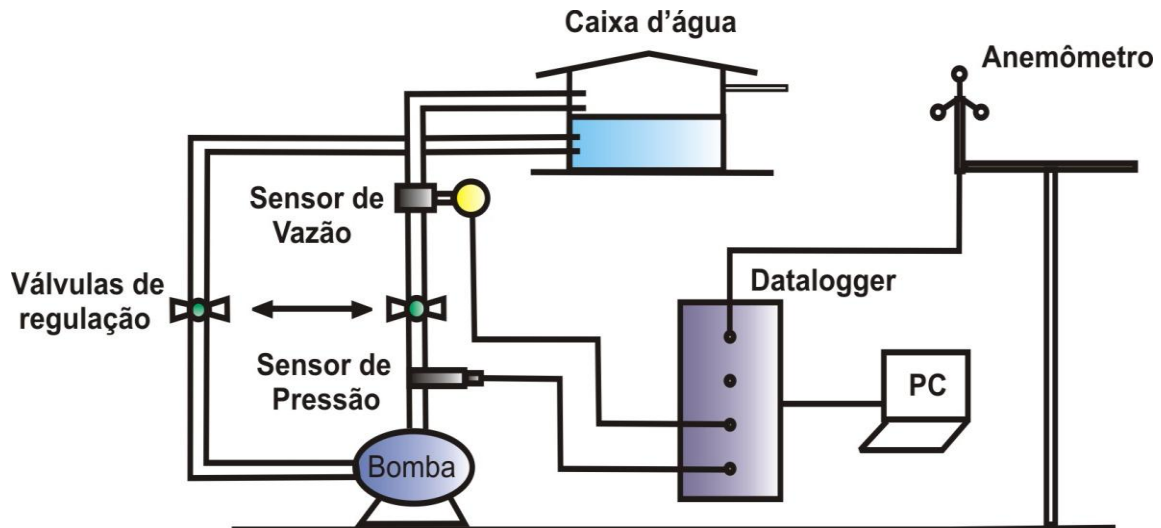 Caixa d'água
Anemômetro
Sensor de
Vazão
Datalogger
Válvulas de
regulação
Sensor de
Pressão
PC
Bomba